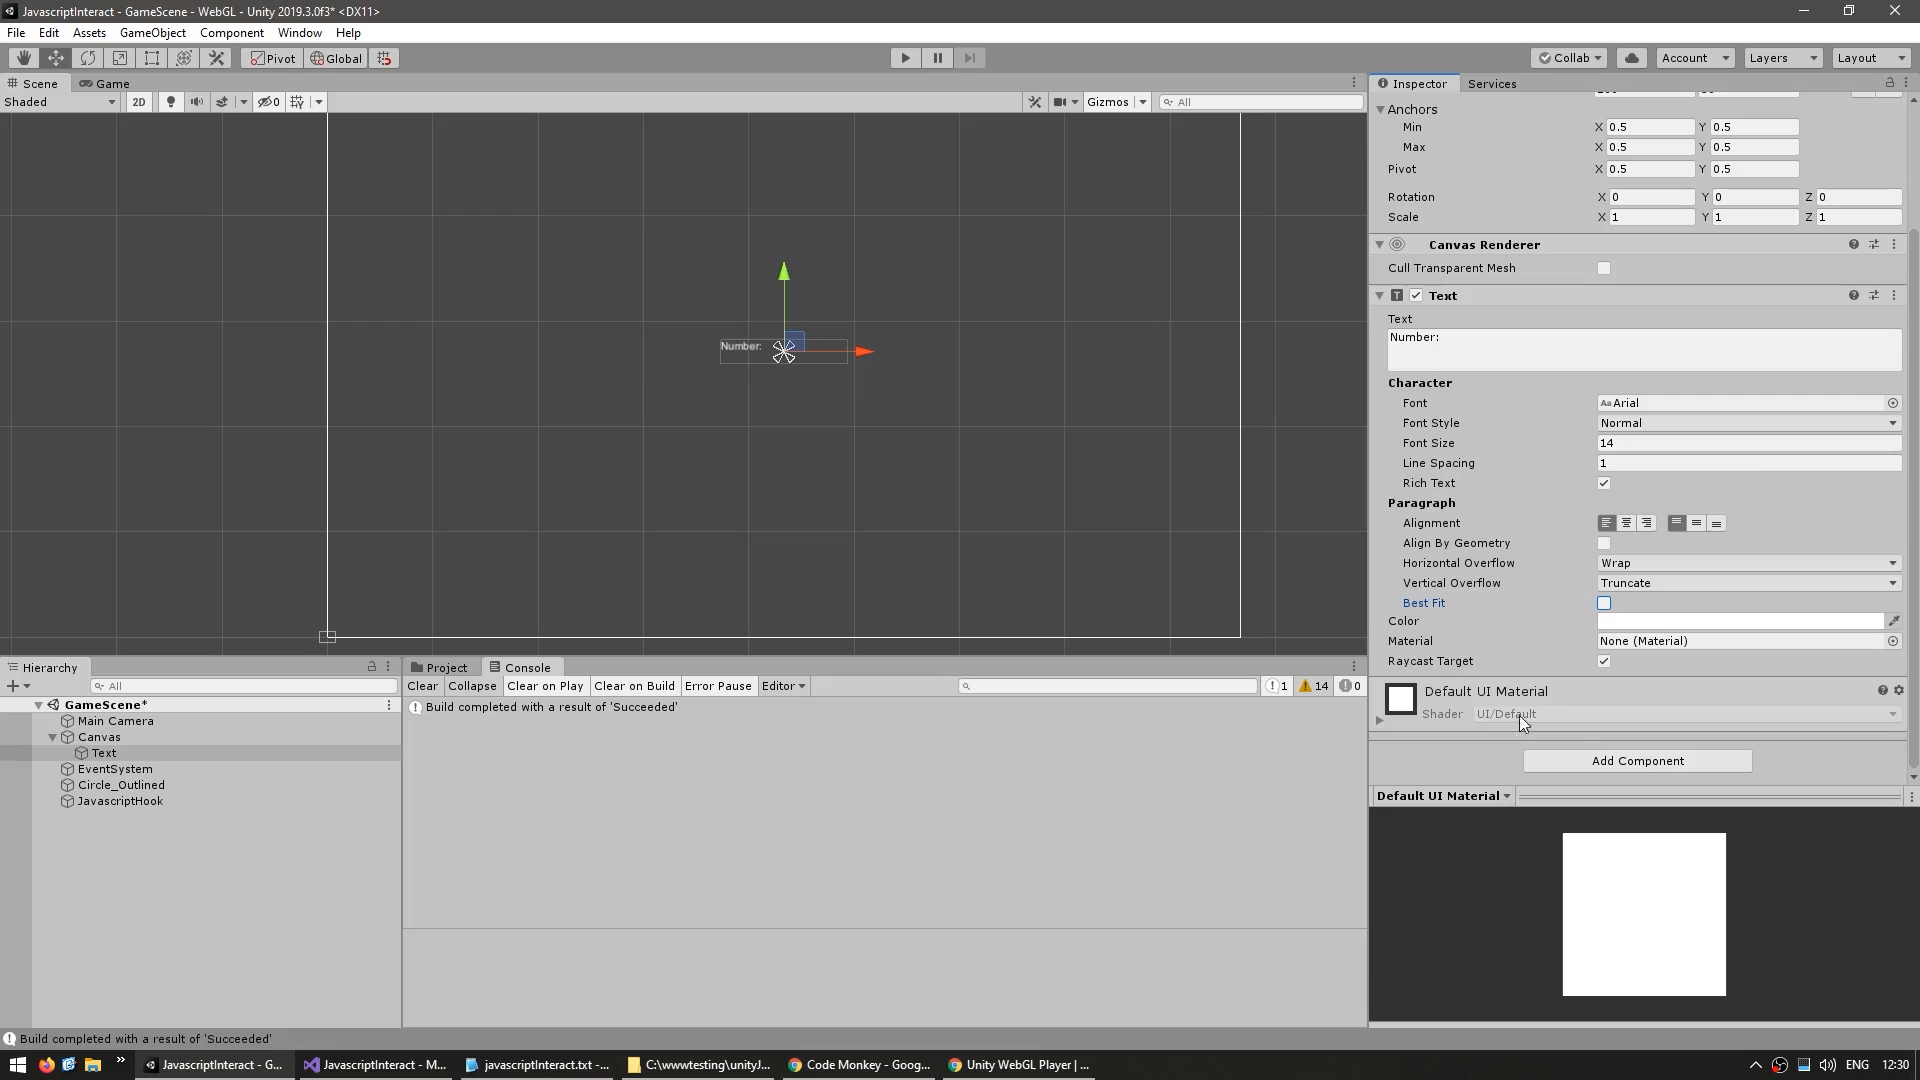 JavascriptInteract - GameScene - WebGL - Unity 2019.3.0f3* <DX11>
File Edit Assets GameObject Component Window Help
Pivot Global Collab Account Layers Layout
Scene Game Inspector Services
Shaded 2D 0 Gizmos All
Anchors
Min X 0.5 Y 0.5
Max X 0.5 Y 0.5
Pivot X 0.5 Y 0.5
Rotation X 0 Y 0 Z 0
Scale X 1 Y 1 Z 1
Canvas Renderer
Cull Transparent Mesh
Text
Text
Number:
Number:
Character
Font Arial
Font Style Normal
Font Size 14
Line Spacing 1
Rich Text
Paragraph
Alignment
Align By Geometry
Horizontal Overflow Wrap
Vertical Overflow Truncate
Best Fit
Color
Material None (Material)
Raycast Target
Default UI Material
Shader UI/Default
Add Component
Default UI Material
Hierarchy
All
GameScene*
Main Camera
Canvas
Text
EventSystem
Circle_Outlined
JavascriptHook
Project Console
Clear Collapse Clear on Play Clear on Build Error Pause Editor 1 14 0
Build completed with a result of 'Succeeded'
Build completed with a result of 'Succeeded'
» JavascriptInteract - G... JavascriptInteract - M... javascriptInteract.txt -... C:\wwwtesting\unityJ... Code Monkey - Goog... Unity WebGL Player | ... ENG 12:30